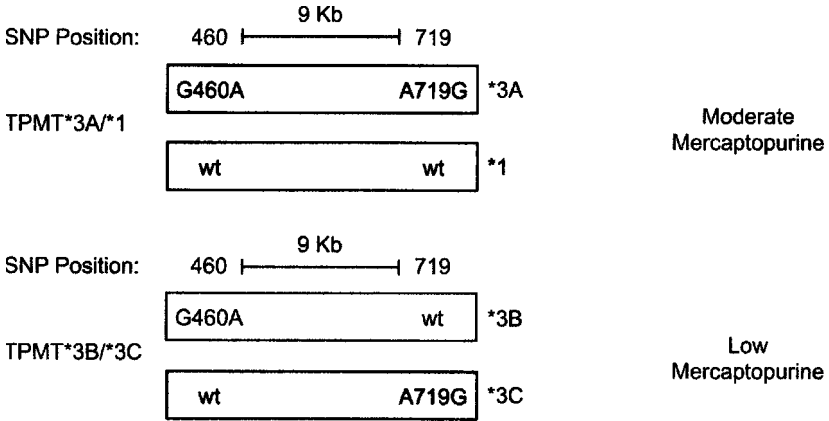 9 Kb
SNP Position: 460 719
G460A A719G *3A
TPMT*3A/*1
Moderate
Mercaptopurine
wt wt *1
9 Kb
SNP Position: 460 719
G460A wt *3B
TPMT*3B/*3C
Low
Mercaptopurine
wt A719G *3C